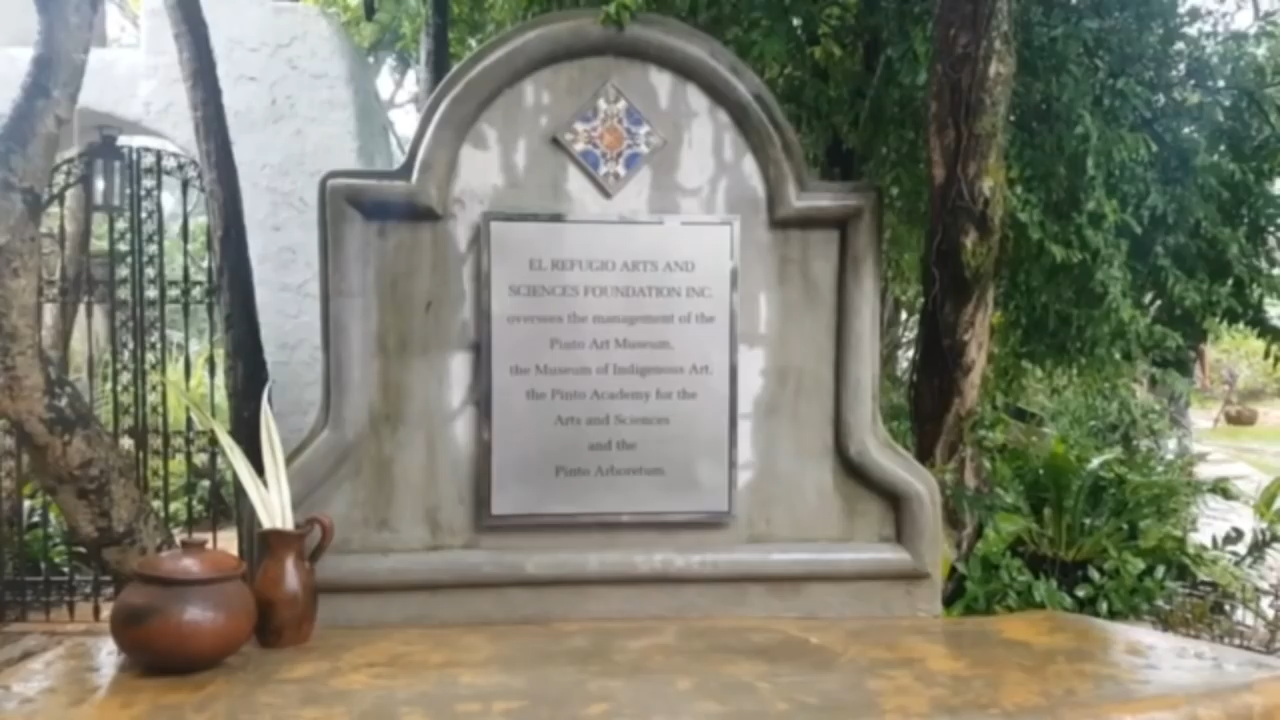 EL REFUGIO ARTS AND
SCIENCES FOUNDATION INC.
oversees the management of the
Pinto Art Museum,
the Museum of Indigenous Art,
the Pinto Academy for the
Arts and Sciences
and the
Pinto Arboretum.